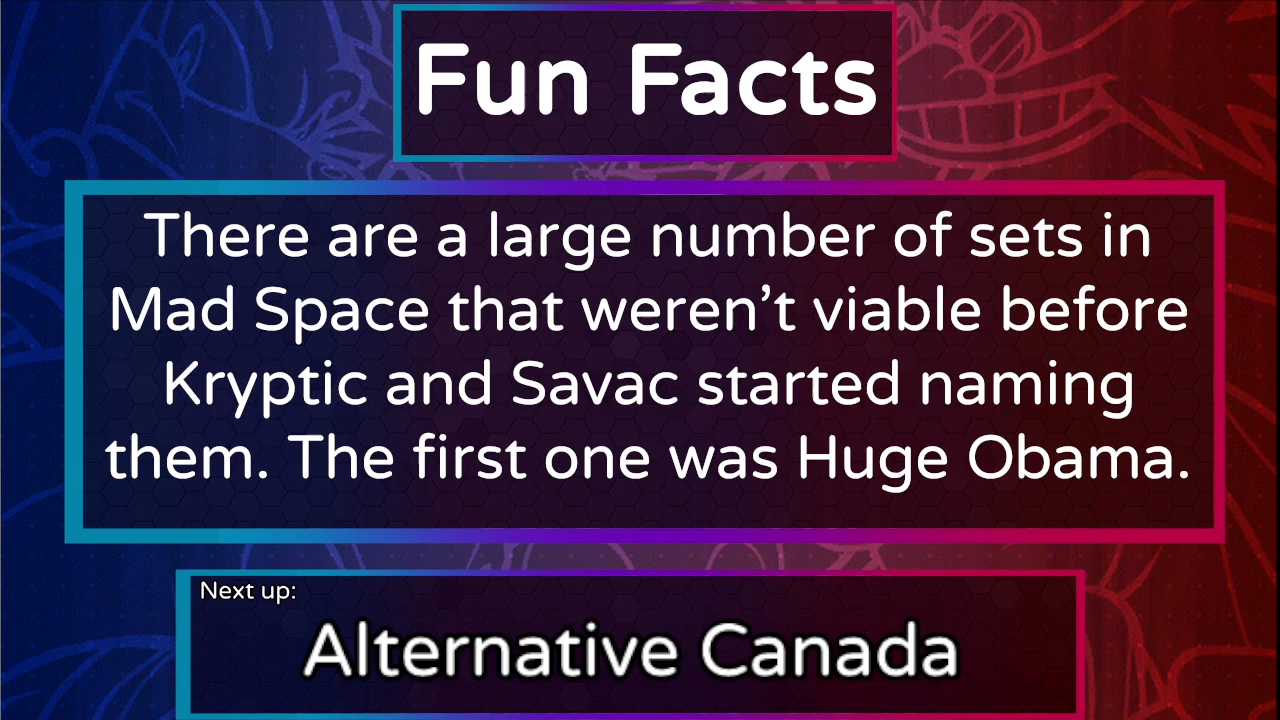 Fun Facts
There are a large number of sets in
Mad Space that weren’t viable before
Kryptic and Savac started naming
them. The first one was Huge Obama.
Next up:
Alternative Canada